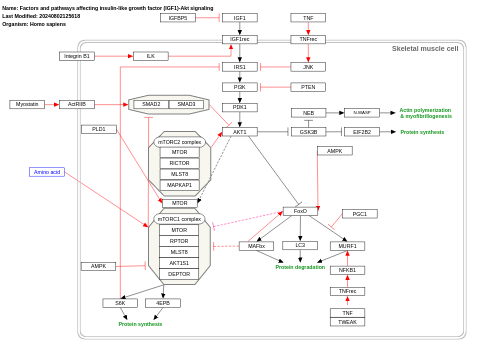 Name: Factors and pathways affecting insulin-like growth factor (IGF1)-Akt signaling
Last Modified: 20240802125618
Organism: Homo sapiens
IGFBP5
IGF1
TNF
IGF1rec
TNFrec
Skeletal muscle cell
Integrin B1
ILK
IRS1
JNK
PI3K
PTEN
Myostatin
ActRIIB
SMAD2
SMAD3
PDK1
NEB
N-WASP
Actin polymerization
& myofibrillogenesis
PLD1
AKT1
GSK3B
EIF2B2
Protein synthesis
mTORC2 complex
MTOR
RICTOR
MLST8
MAPKAP1
AMPK
Amino acid
MTOR
FoxO
PGC1
mTORC1 complex
MTOR
RPTOR
MLST8
AKT1S1
DEPTOR
MAFbx
LC3
MURF1
AMPK
Protein degradation
NFKB1
TNFrec
S6K
4EPB
TNF
TWEAK
Protein synthesis